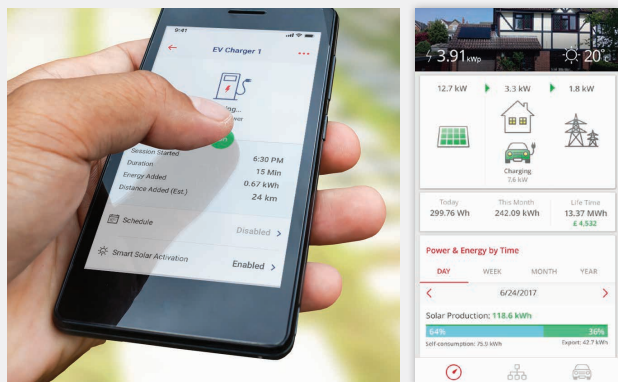 9:41
EV Charger 1
Session Started 6:30 PM
Duration 15 Min
Energy Added 0.67 kWh
Distance Added (Est.) 24 km
Schedule Disabled >
Smart Solar Activation Enabled >
3.91 kWp 20°c
12.7 kW 3.3 kW 1.8 kW
Charging
7.6 kW
Today This Month Life Time
299.76 Wh 242.09 kWh 13.37 MWh
£ 4,532
Power & Energy by Time
DAY WEEK MONTH YEAR
< 6/24/2017 >
Solar Production: 118.6 kWh
64% 36%
Self-consumption: 75.9 kWh Export: 42.7 kWh